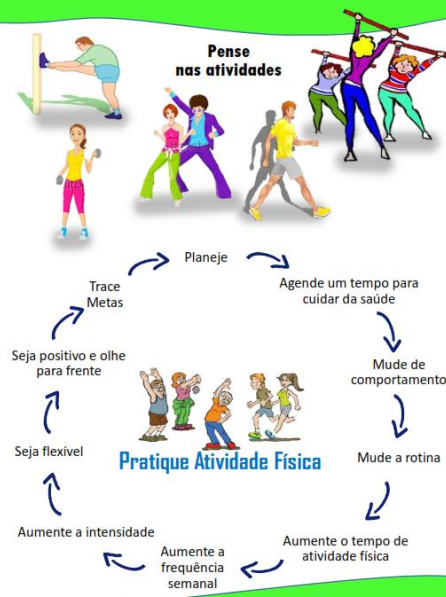 Pense
nas atividades
Planeje
Agende um tempo para
cuidar da saúde
Mude de
comportamento
Mude a rotina
Aumente o tempo de
atividade física
Aumente a
frequência
semanal
Aumente a intensidade
Seja flexível
Seja positivo e olhe
para frente
Trace
Metas
Pratique Atividade Física